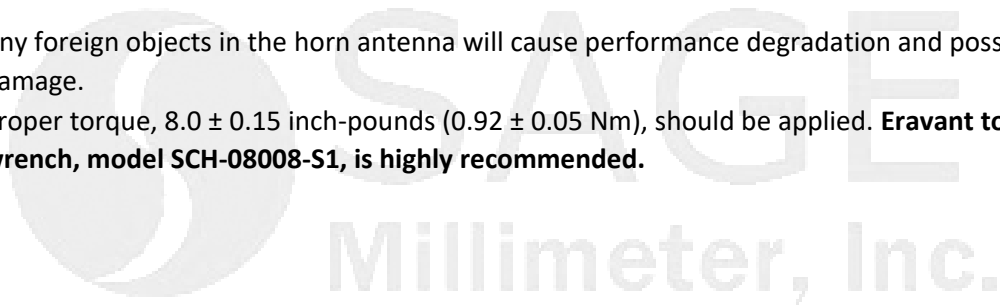 ny foreign objects in the horn antenna will cause performance degradation and poss
amage.
roper torque, 8.0 ± 0.15 inch-pounds (0.92 ± 0.05 Nm), should be applied. Eravant to
wrench, model SCH-08008-S1, is highly recommended.
SAGE
Millimeter, Inc.